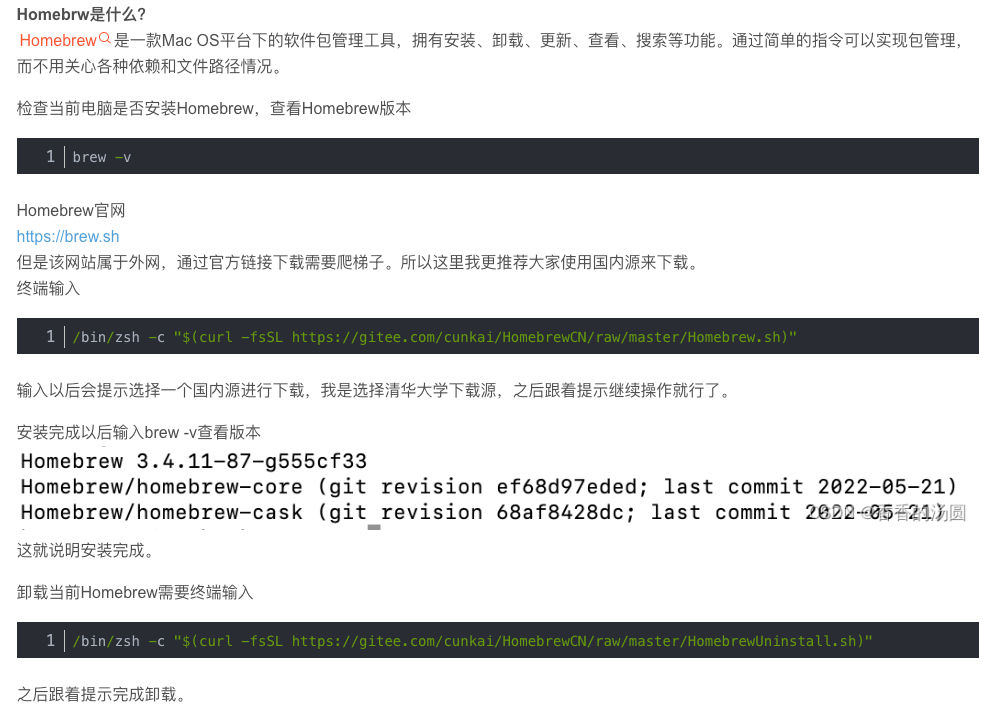 Homebrw是什么?
Homebrew是一款Mac OS平台下的软件包管理工具，拥有安装、卸载、更新、查看、搜索等功能。通过简单的指令可以实现包管理，
而不用关心各种依赖和文件路径情况。
检查当前电脑是否安装Homebrew，查看Homebrew版本
1 brew -v
Homebrew官网
https://brew.sh
但是该网站属于外网，通过官方链接下载需要爬梯子。所以这里我更推荐大家使用国内源来下载。
终端输入
1 /bin/zsh -c "$(curl -fsSL https://gitee.com/cunkai/HomebrewCN/raw/master/Homebrew.sh)"
输入以后会提示选择一个国内源进行下载，我是选择清华大学下载源，之后跟着提示继续操作就行了。
安装完成以后输入brew -v查看版本
Homebrew 3.4.11-87-g555cf33
Homebrew/homebrew-core (git revision ef68d97eded; last commit 2022-05-21)
Homebrew/homebrew-cask (git revision 68af8428dc; last commit 2022-05-21)
CSDN @香香的汤圆
这就说明安装完成。
卸载当前Homebrew需要终端输入
1 /bin/zsh -c "$(curl -fsSL https://gitee.com/cunkai/HomebrewCN/raw/master/HomebrewUninstall.sh)"
之后跟着提示完成卸载。